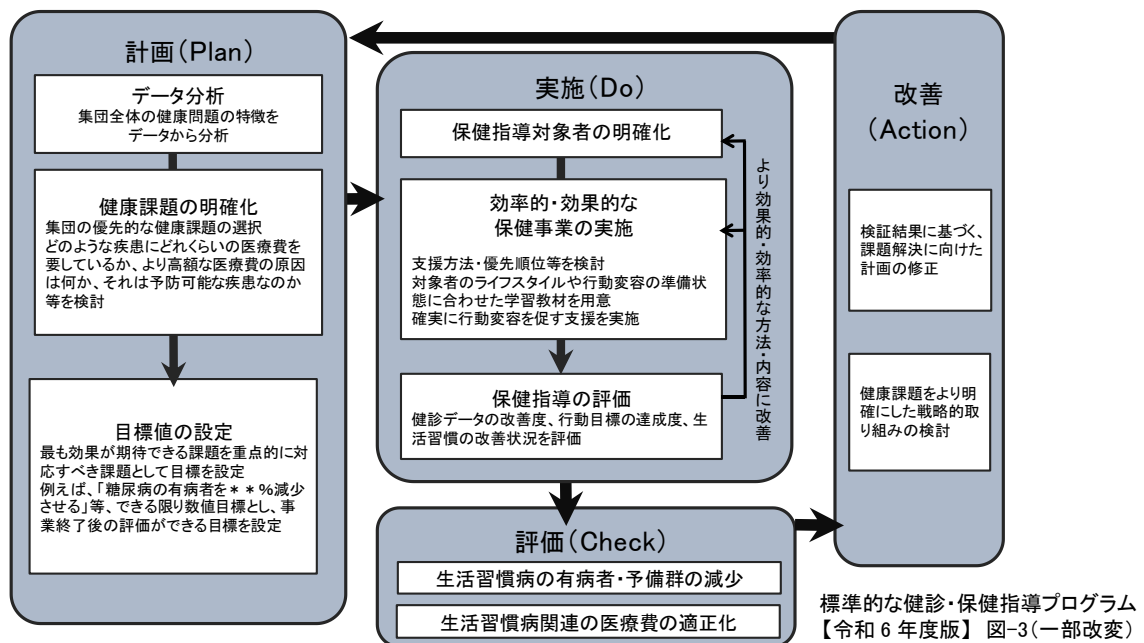 計画(Plan)
データ分析
集団全体の健康問題の特徴を
データから分析
健康課題の明確化
集団の優先的な健康課題の選択
どのような疾患にどれくらいの医療費を
要しているか、より高額な医療費の原因
は何か、それは予防可能な疾患なのか
等を検討
目標値の設定
最も効果が期待できる課題を重点的に対
応すべき課題として目標を設定
例えば、「糖尿病の有病者を**%減少
させる」等、できる限り数値目標とし、事
業終了後の評価ができる目標を設定
実施(Do)
保健指導対象者の明確化
効率的・効果的な
保健事業の実施
支援方法・優先順位等を検討
対象者のライフスタイルや行動変容の準備状
態に合わせた学習教材を用意
確実に行動変容を促す支援を実施
保健指導の評価
健診データの改善度、行動目標の達成度、生
活習慣の改善状況を評価
より効果的・効率的な方法・内容に改善
評価(Check)
生活習慣病の有病者・予備群の減少
生活習慣病関連の医療費の適正化
改善
(Action)
検証結果に基づく、
課題解決に向けた
計画の修正
健康課題をより明
確にした戦略的取
り組みの検討
標準的な健診・保健指導プログラム
【令和6年度版】 図-3(一部改変)